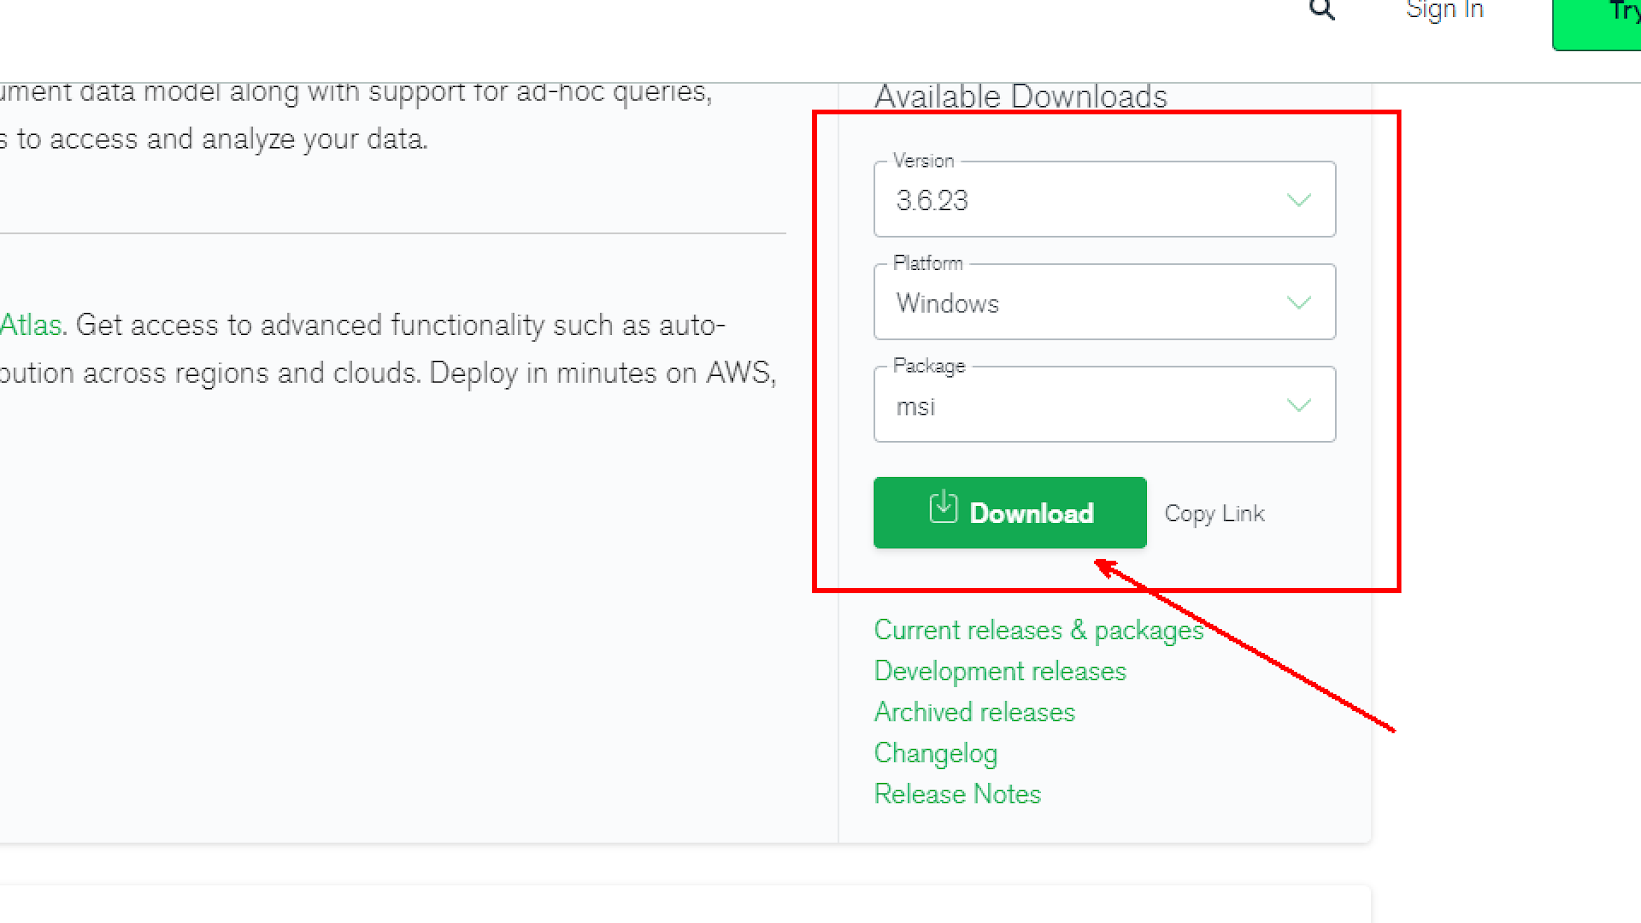 Sign In
Try
ument data model along with support for ad-hoc queries,
s to access and analyze your data.
Atlas. Get access to advanced functionality such as auto-
bution across regions and clouds. Deploy in minutes on AWS,
Available Downloads
Version
3.6.23
Platform
Windows
Package
msi
Download
Copy Link
Current releases & packages
Development releases
Archived releases
Changelog
Release Notes